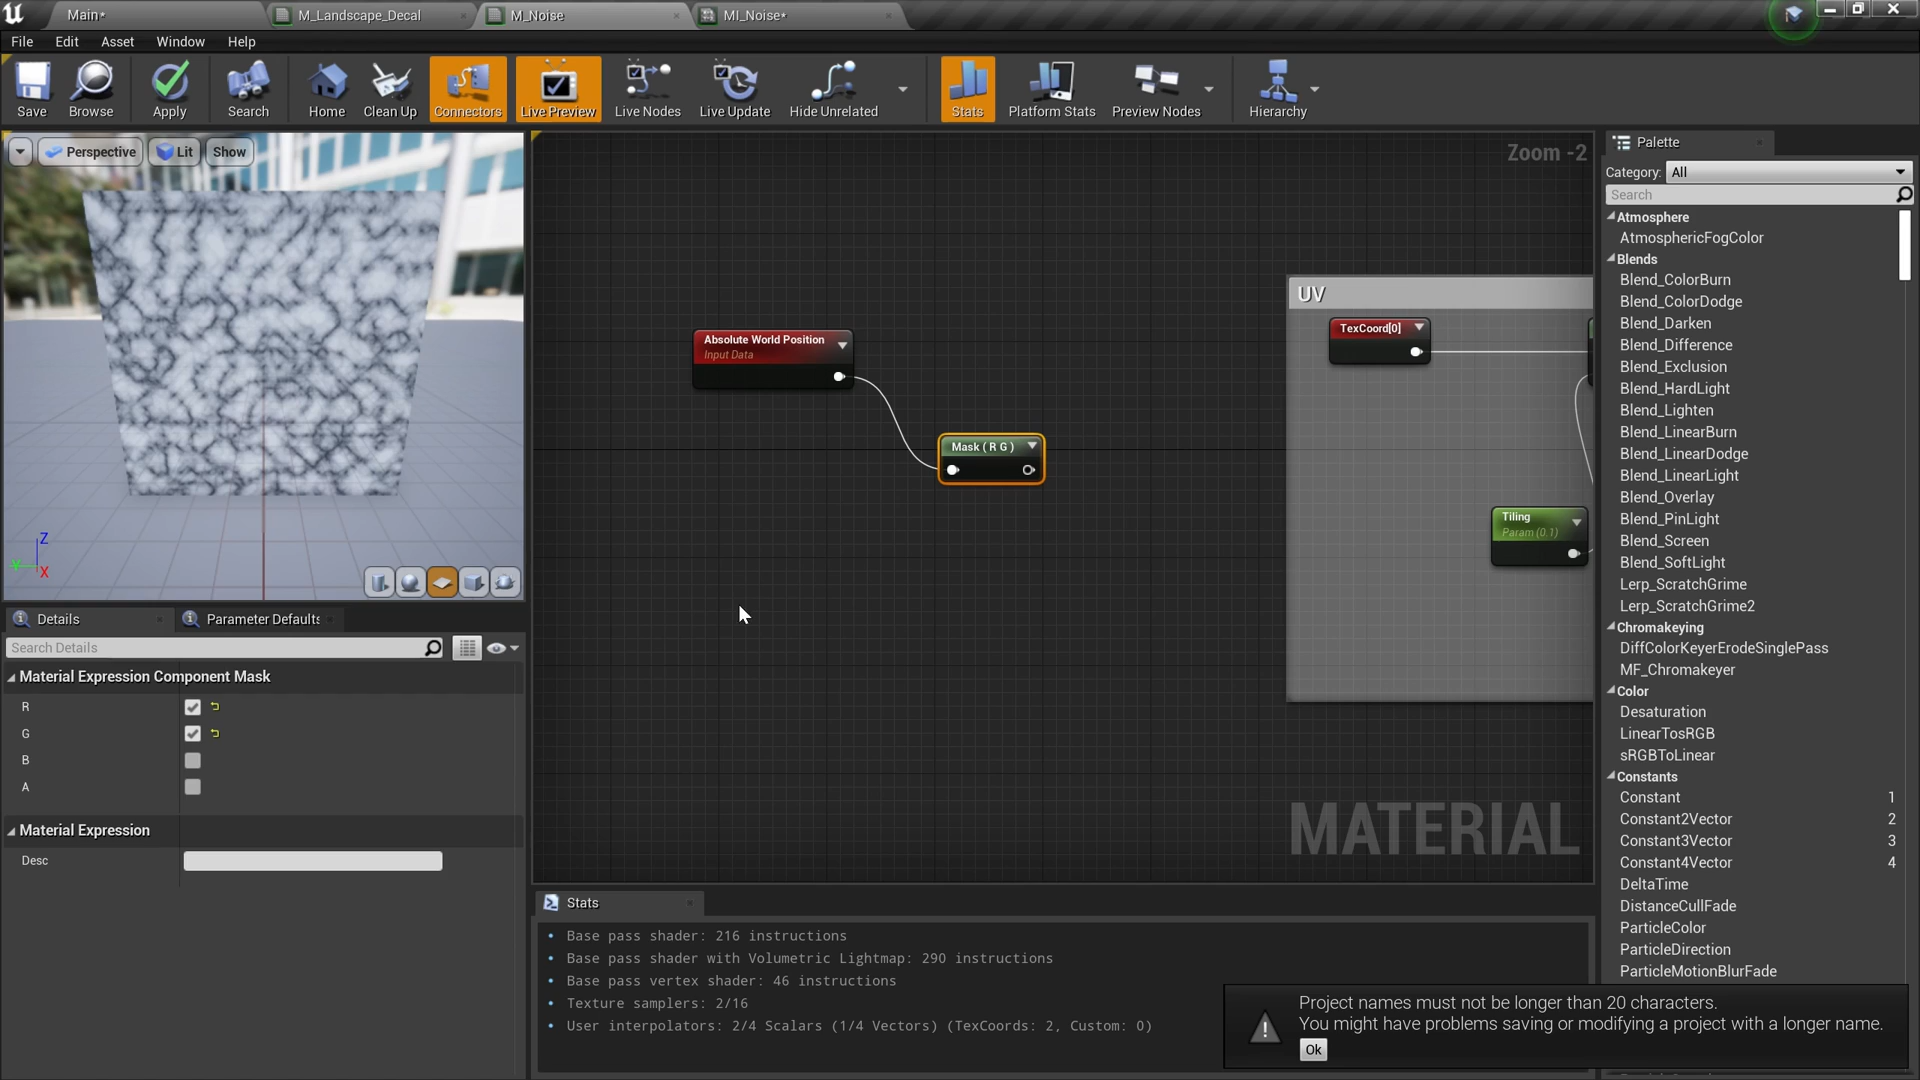 Main*
M_Landscape_Decal
M_Noise
MI_Noise*
File
Edit
Asset
Window
Help
Save
Browse
Apply
Search
Home
Clean Up
Connectors
Live Preview
Live Nodes
Live Update
Hide Unrelated
Stats
Platform Stats
Preview Nodes
Hierarchy
Perspective
Lit
Show
Z
Y
X
Zoom -2
Absolute World Position
Input Data
Mask ( R G )
UV
TexCoord[0]
Tiling
Param (0.1)
MATERIAL
Details
Parameter Defaults
Search Details
Material Expression Component Mask
R
G
B
A
Material Expression
Desc
Stats
Base pass shader: 216 instructions
Base pass shader with Volumetric Lightmap: 290 instructions
Base pass vertex shader: 46 instructions
Texture samplers: 2/16
User interpolators: 2/4 Scalars (1/4 Vectors) (TexCoords: 2, Custom: 0)
Palette
Category: All
Search
Atmosphere
AtmosphericFogColor
Blends
Blend_ColorBurn
Blend_ColorDodge
Blend_Darken
Blend_Difference
Blend_Exclusion
Blend_HardLight
Blend_Lighten
Blend_LinearBurn
Blend_LinearDodge
Blend_LinearLight
Blend_Overlay
Blend_PinLight
Blend_Screen
Blend_SoftLight
Lerp_ScratchGrime
Lerp_ScratchGrime2
Chromakeying
DiffColorKeyerErodeSinglePass
MF_Chromakeyer
Color
Desaturation
LinearTosRGB
sRGBToLinear
Constants
Constant 1
Constant2Vector 2
Constant3Vector 3
Constant4Vector 4
DeltaTime
DistanceCullFade
ParticleColor
ParticleDirection
ParticleMotionBlurFade
Project names must not be longer than 20 characters.
You might have problems saving or modifying a project with a longer name.
Ok